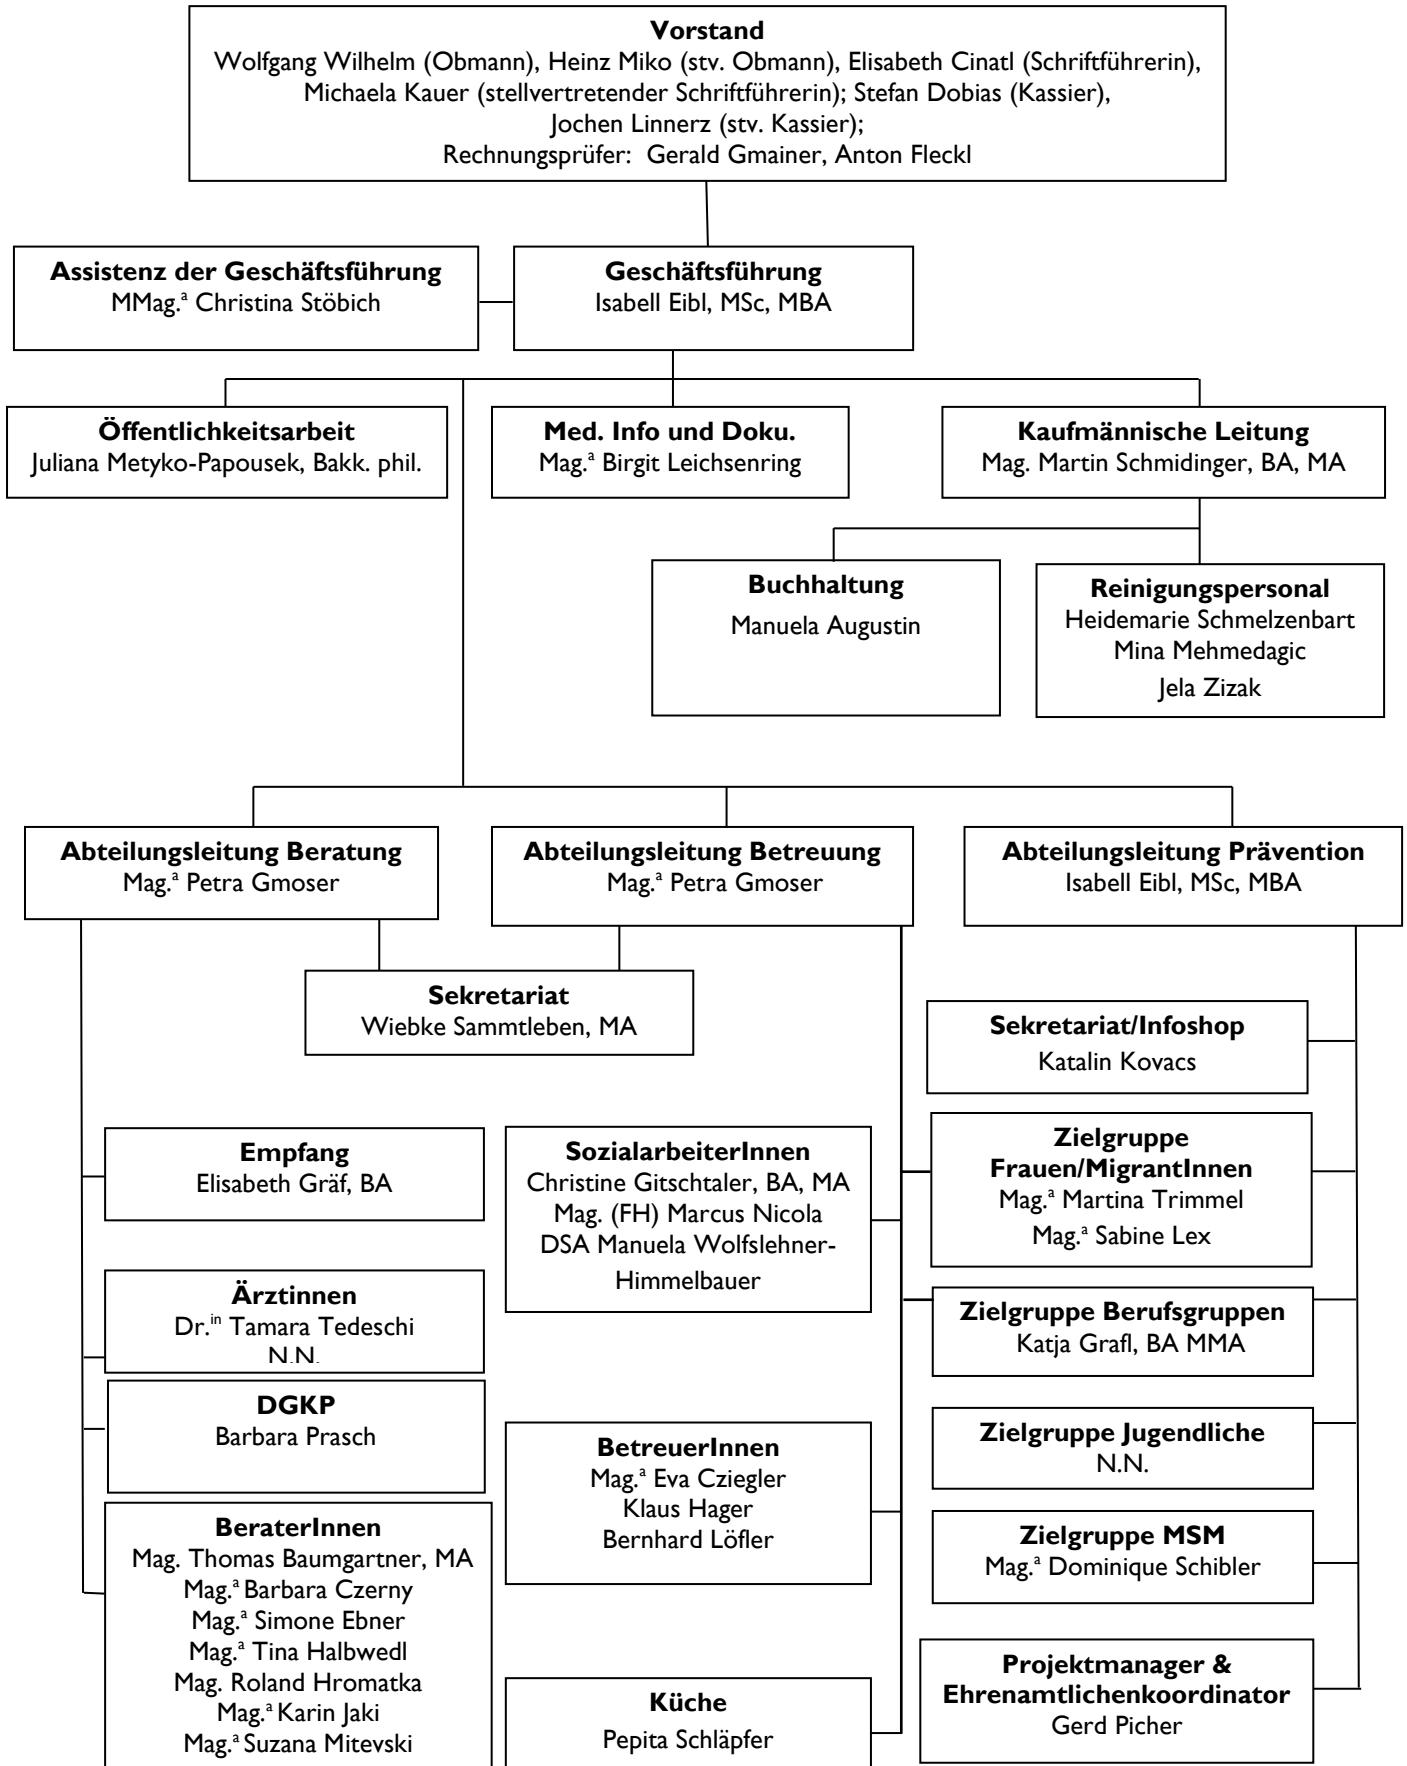 Vorstand
Wolfgang Wilhelm (Obmann), Heinz Miko (stv. Obmann), Elisabeth Cinatl (Schriftführerin),
Michaela Kauer (stellvertretender Schriftführerin); Stefan Dobias (Kassier),
Jochen Linnerz (stv. Kassier);
Rechnungsprüfer: Gerald Gmainer, Anton Fleckl
Assistenz der Geschäftsführung
MMag.ª Christina Stöbich
Geschäftsführung
Isabell Eibl, MSc, MBA
Öffentlichkeitsarbeit
Juliana Metyko-Papousek, Bakk. phil.
Med. Info und Doku.
Mag.ª Birgit Leichsenring
Kaufmännische Leitung
Mag. Martin Schmidinger, BA, MA
Buchhaltung
Manuela Augustin
Reinigungspersonal
Heidemarie Schmelzenbart
Mina Mehmedagic
Jela Zizak
Abteilungsleitung Beratung
Mag.ª Petra Gmoser
Abteilungsleitung Betreuung
Mag.ª Petra Gmoser
Abteilungsleitung Prävention
Isabell Eibl, MSc, MBA
Sekretariat
Wiebke Sammtleben, MA
Sekretariat/Infoshop
Katalin Kovacs
Empfang
Elisabeth Gräf, BA
SozialarbeiterInnen
Christine Gitschtaler, BA, MA
Mag. (FH) Marcus Nicola
DSA Manuela Wolfslehner-
Himmelbauer
Zielgruppe
Frauen/MigrantInnen
Mag.ª Martina Trimmel
Mag.ª Sabine Lex
Ärztinnen
Dr.in Tamara Tedeschi
N.N.
Zielgruppe Berufsgruppen
Katja Grafl, BA MMA
DGKP
Barbara Prasch
BetreuerInnen
Mag.ª Eva Cziegler
Klaus Hager
Bernhard Löfler
Zielgruppe Jugendliche
N.N.
BeraterInnen
Mag. Thomas Baumgartner, MA
Mag.ª Barbara Czerny
Mag.ª Simone Ebner
Mag.ª Tina Halbwedl
Mag. Roland Hromatka
Mag.ª Karin Jaki
Mag.ª Suzana Mitevski
Zielgruppe MSM
Mag.ª Dominique Schibler
Küche
Pepita Schläpfer
Projektmanager &
Ehrenamtlichenkoordinator
Gerd Picher